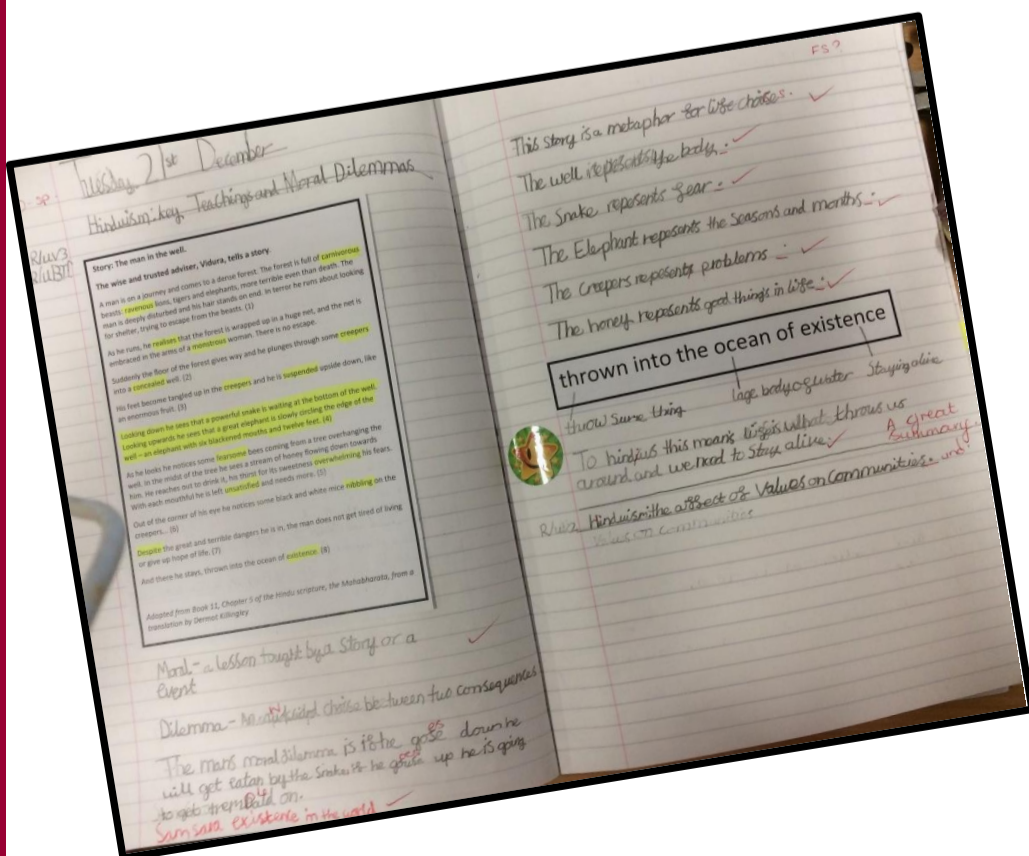 Tuesday 21st December
Hinduism: key, Teachings and Moral Dilemmas
sp.
Story: The man in the well.
The wise and trusted adviser, Vidura, tells a story.
A man is on a journey and comes to a dense forest. The forest is full of carnivorous
beasts: ravenous lions, tigers and elephants, more terrible even than death. The
man is deeply disturbed and his hair stands on end. In terror he runs about looking
for shelter, trying to escape from the beasts. (1)
As he runs, he realises that the forest is wrapped up in a huge net, and the net is
embraced in the arms of a monstrous woman. There is no escape.
Suddenly the floor of the forest gives way and he plunges through some creepers
into a concealed well. (2)
His feet become tangled up in the creepers and he is suspended upside down, like
an enormous fruit. (3)
Looking down he sees that a powerful snake is waiting at the bottom of the well.
Looking upwards he sees that a great elephant is slowly circling the edge of the
well – an elephant with six blackened mouths and twelve feet. (4)
As he looks he notices some fearsome bees coming from a tree overhanging the
well. In the midst of the tree he sees a stream of honey flowing down towards
him. He reaches out to drink it, his thirst for its sweetness overwhelming his fears.
With each mouthful he is left unsatisfied and needs more. (5)
Out of the corner of his eye he notices some black and white mice nibbling on the
creepers... (6)
Despite the great and terrible dangers he is in, the man does not get tired of living
or give up hope of life. (7)
And there he stays, thrown into the ocean of existence. (8)
Adapted from Book 11, Chapter 5 of the Hindu scripture, the Mahabharata, from a
translation by Dermot Killingley
Moral - a lesson tought by a Story or a
event
Dilemma - An choise between two consequences
The mans moral dilemma is if he down he
will get eatan by the Snake if he up he is going
to get on.
Samsara existence in the world
FS?
This story is a metaphor for life choises.
The well repesents the body.
The Snake repesents fear.
The Elephant repesents the Seasons and months
The creepers repesents problems
The honey repesents good things in life.
thrown into the ocean of existence
throw Some thing
lage body of water
Staying alive
To hindius this means life is what throws us
around and we need to Stay alive.
A great
Summary.
Hinduism: the affect of Values on Communities.